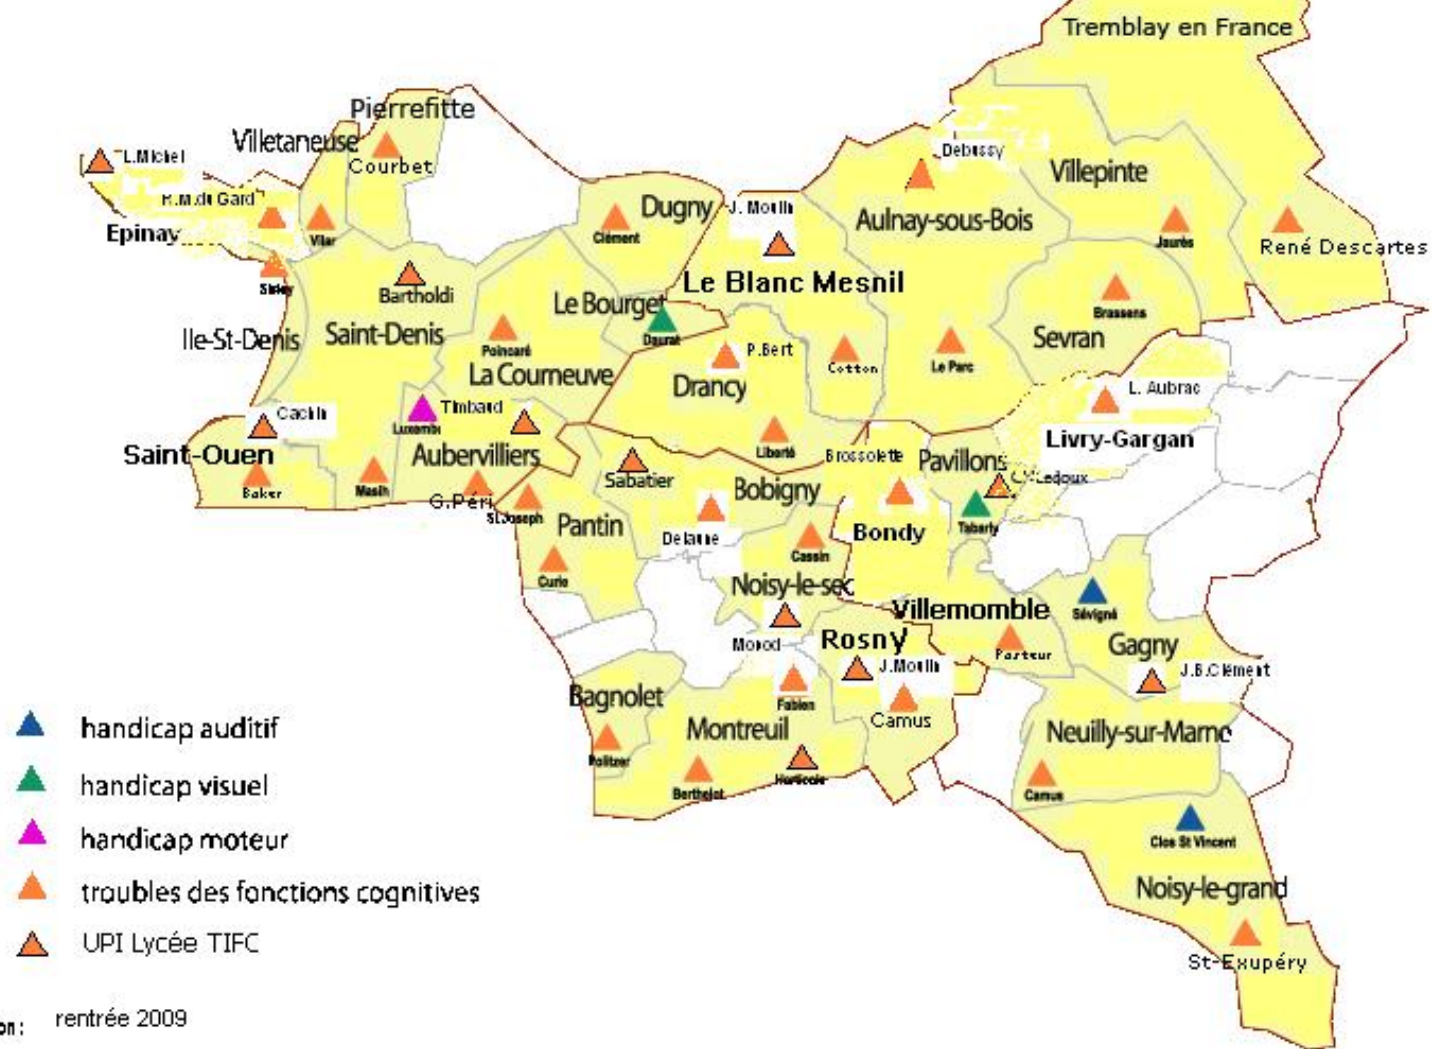 Tremblay en France
Pierrefitte
Villetaneuse
Courbet
L.Michel
R.M.du Gard
Epinay
Vilar
Sisley
Dugny
Clément
J. Moulin
Debussy
Villepinte
Aulnay-sous-Bois
Jaurès
René Descartes
Le Blanc Mesnil
Bartholdi
Le Bourget
Daurat
Ile-St-Denis
Saint-Denis
Poincaré
La Courneuve
P.Bert
Drancy
Cotton
Le Parc
Sevran
Brassens
L. Aubrac
Livry-Gargan
Cachin
Timbaud
Saint-Ouen
Baker
Masih
Aubervilliers
G.Péri
St.Joseph
Liberté
Brossolette
Pavillons
Tabarly
Sabatier
Bobigny
Pantin
Delaune
Cassin
Bondy
Curie
Noisy-le-sec
Villemomble
Sévigné
Monod
Rosny
Pasteur
Gagny
J.Moulin
J.B.Clément
Bagnolet
Fabien
Camus
Montreuil
Neuilly-sur-Marne
Politzer
Berthelot
Horticole
Camus
Clos St Vincent
Noisy-le-grand
St-Exupéry
handicap auditif
handicap visuel
handicap moteur
troubles des fonctions cognitives
UPI Lycée TIFC
on : rentrée 2009